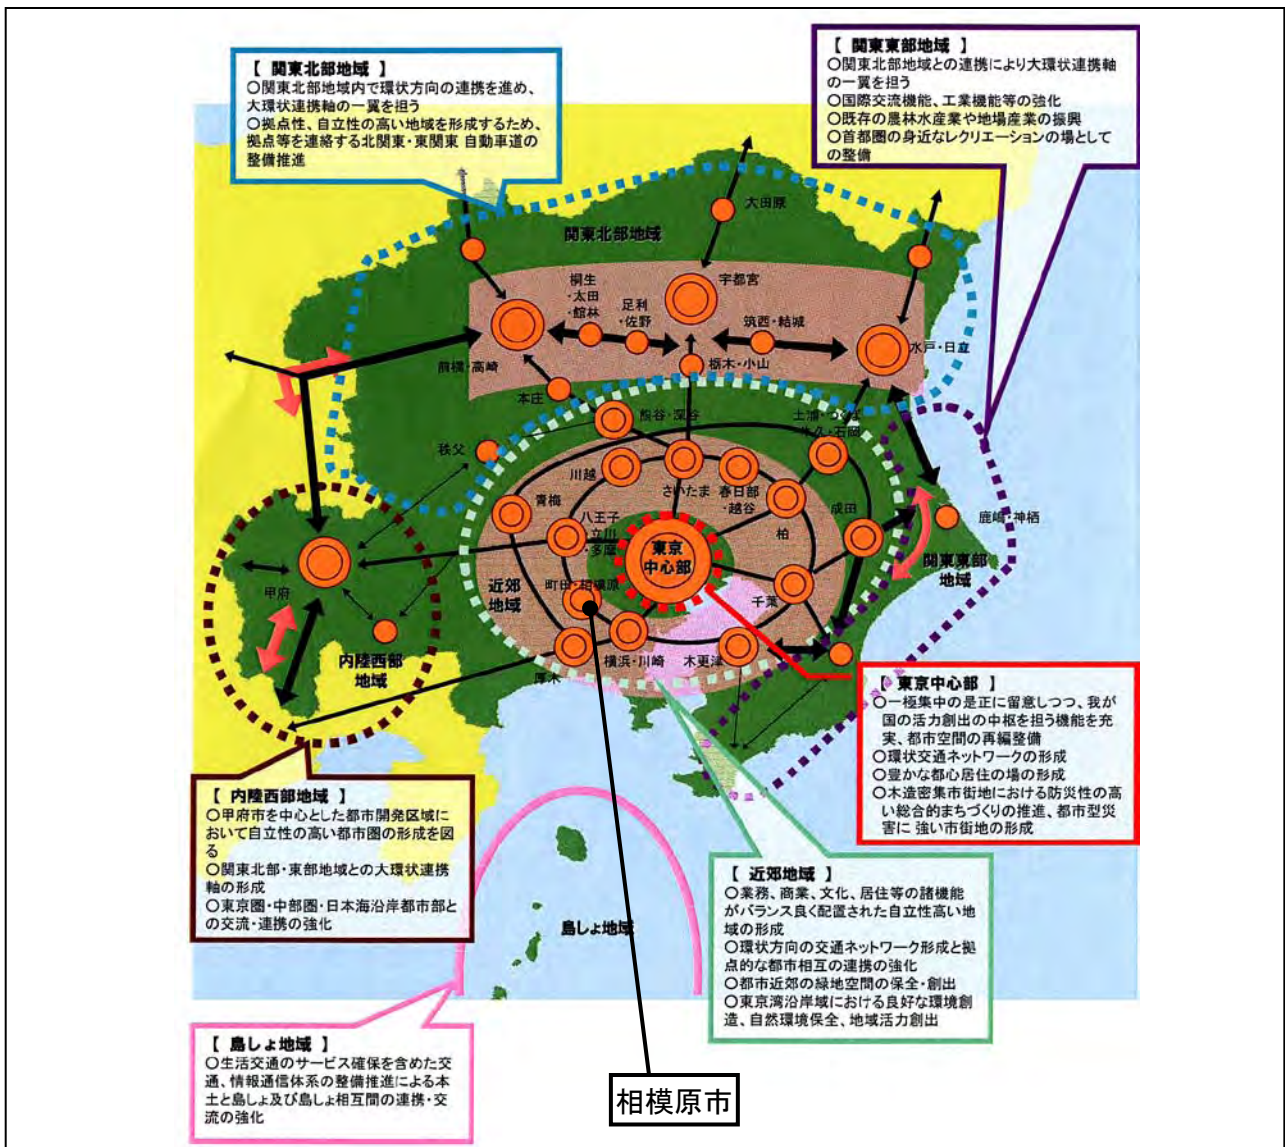 【 関東北部地域 】
○関東北部地域内で環状方向の連携を進め、
大環状連携軸の一翼を担う
○拠点性、自立性の高い地域を形成するため、
拠点等を連絡する北関東・東関東 自動車道の
整備推進
【 関東東部地域 】
○関東北部地域との連携により大環状連携軸
の一翼を担う
○国際交流機能、工業機能等の強化
○既存の農林水産業や地場産業の振興
○首都圏の身近なレクリエーションの場として
の整備
大田原
関東北部地域
桐生
・太田
・館林
足利
・佐野
宇都宮
筑西・結城
水戸・日立
前橋・高崎
栃木・小山
本庄
熊谷・深谷
土浦・つくば
牛久・石岡
秩父
川越
さいたま
春日部
・越谷
青梅
八王子
・立川
・多摩
柏
成田
鹿嶋・神栖
東京
中心部
関東東部
地域
近郊
地域
町田・相模原
千葉
甲府
内陸西部
地域
厚木
横浜・川崎
木更津
【 東京中心部 】
○一極集中の是正に留意しつつ、我が
国の活力創出の中枢を担う機能を充
実、都市空間の再編整備
○環状交通ネットワークの形成
○豊かな都心居住の場の形成
○木造密集市街地における防災性の高
い総合的まちづくりの推進、都市型災
害に 強い市街地の形成
【 内陸西部地域 】
○甲府市を中心とした都市開発区域に
おいて自立性の高い都市圏の形成を図
る
○関東北部・東部地域との大環状連携
軸の形成
○東京圏・中部圏・日本海沿岸都市部と
の交流・連携の強化
【 近郊地域 】
○業務、商業、文化、居住等の諸機能
がバランス良く配置された自立性高い地
域の形成
○環状方向の交通ネットワーク形成と拠
点的な都市相互の連携の強化
○都市近郊の緑地空間の保全・創出
○東京湾沿岸域における良好な環境創
造、自然環境保全、地域活力創出
島しょ地域
【 島しょ地域 】
○生活交通のサービス確保を含めた交
通、情報通信体系の整備推進による本
土と島しょ及び島しょ相互間の連携・交
流の強化
相模原市